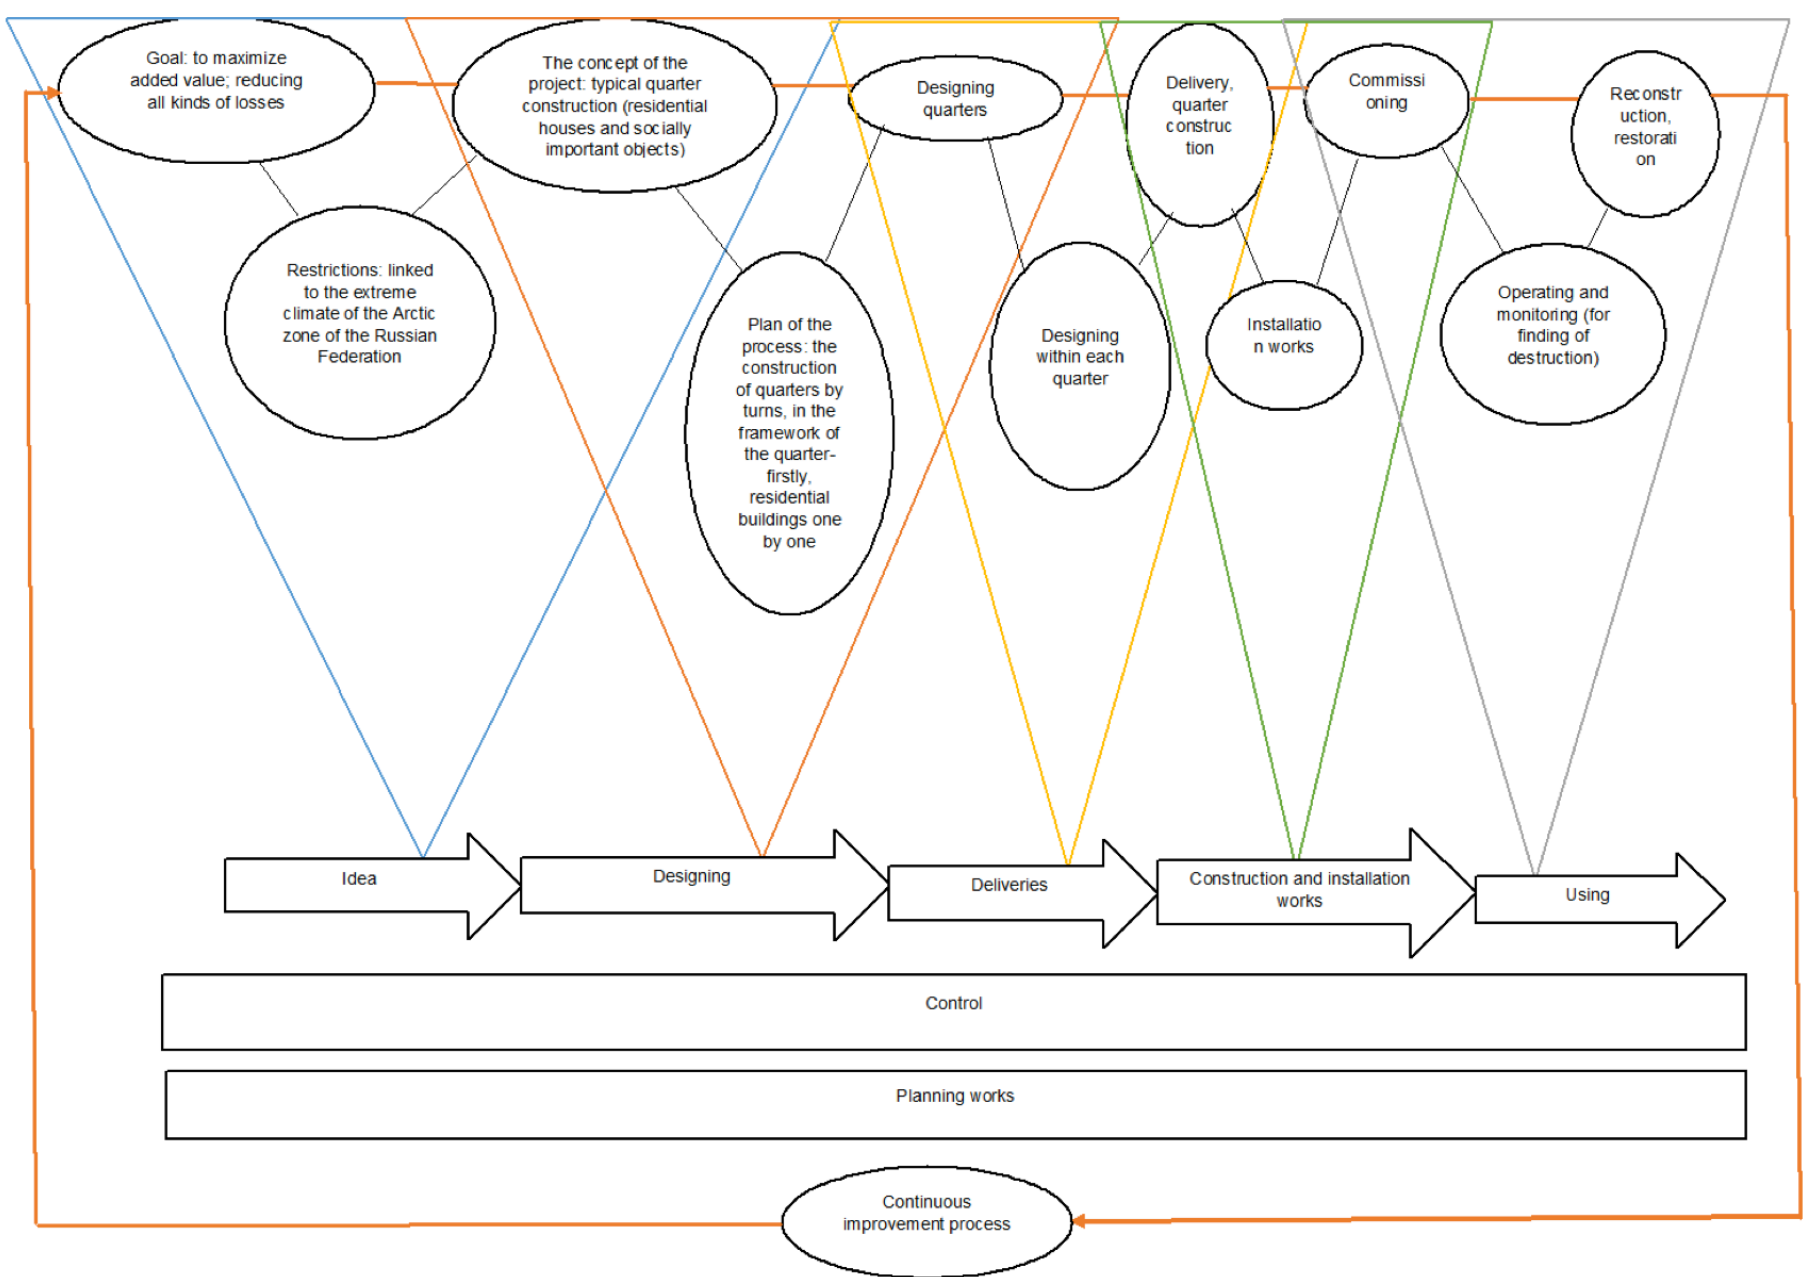 Goal: to maximize
added value; reducing
all kinds of losses
The concept of the
project: typical quarter
construction (residential
houses and socially
important objects)
Designing
quarters
Delivery,
quarter
construc
tion
Commissi
oning
Reconstr
uction,
restorati
on
Restrictions: linked
to the extreme
climate of the Arctic
zone of the Russian
Federation
Plan of the
process: the
construction
of quarters by
turns, in the
framework of
the quarter-
firstly,
residential
buildings one
by one
Designing
within each
quarter
Installatio
n works
Operating and
monitoring (for
finding of
destruction)
Idea
Designing
Deliveries
Construction and installation
works
Using
Control
Planning works
Continuous
improvement process